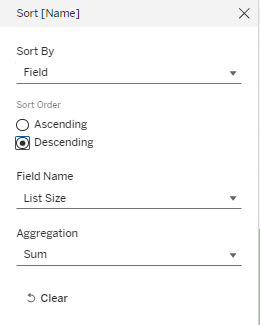 Sort [Name]
Sort By
Field
Sort Order
Ascending
Descending
Field Name
List Size
Aggregation
Sum
Clear